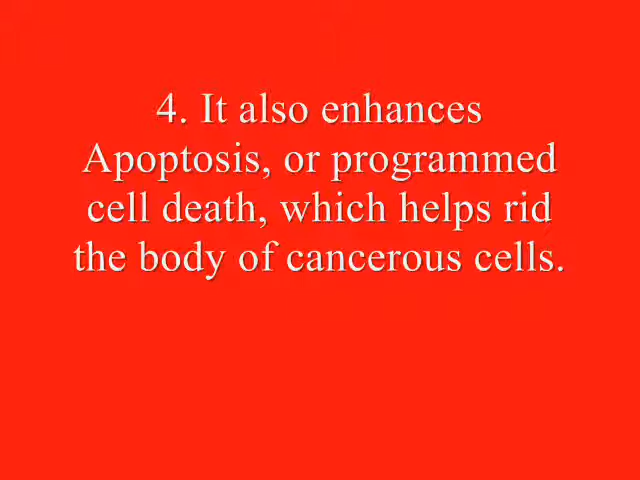 4. It also enhances
Apoptosis, or programmed
cell death, which helps rid
the body of cancerous cells.